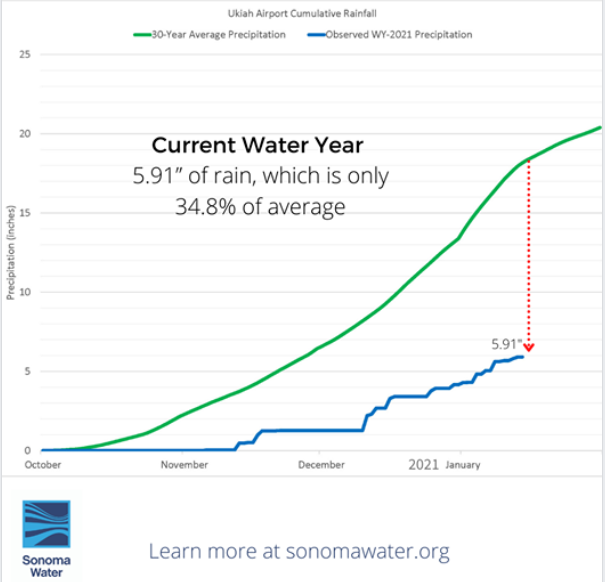 Ukiah Airport Cumulative Rainfall
30-Year Average Precipitation Observed WY-2021 Precipitation
25
20
15
10
5
0
Precipitation (inches)
Current Water Year
5.91" of rain, which is only
34.8% of average
5.91"
October November December 2021 January
Sonoma
Water
Learn more at sonomawater.org